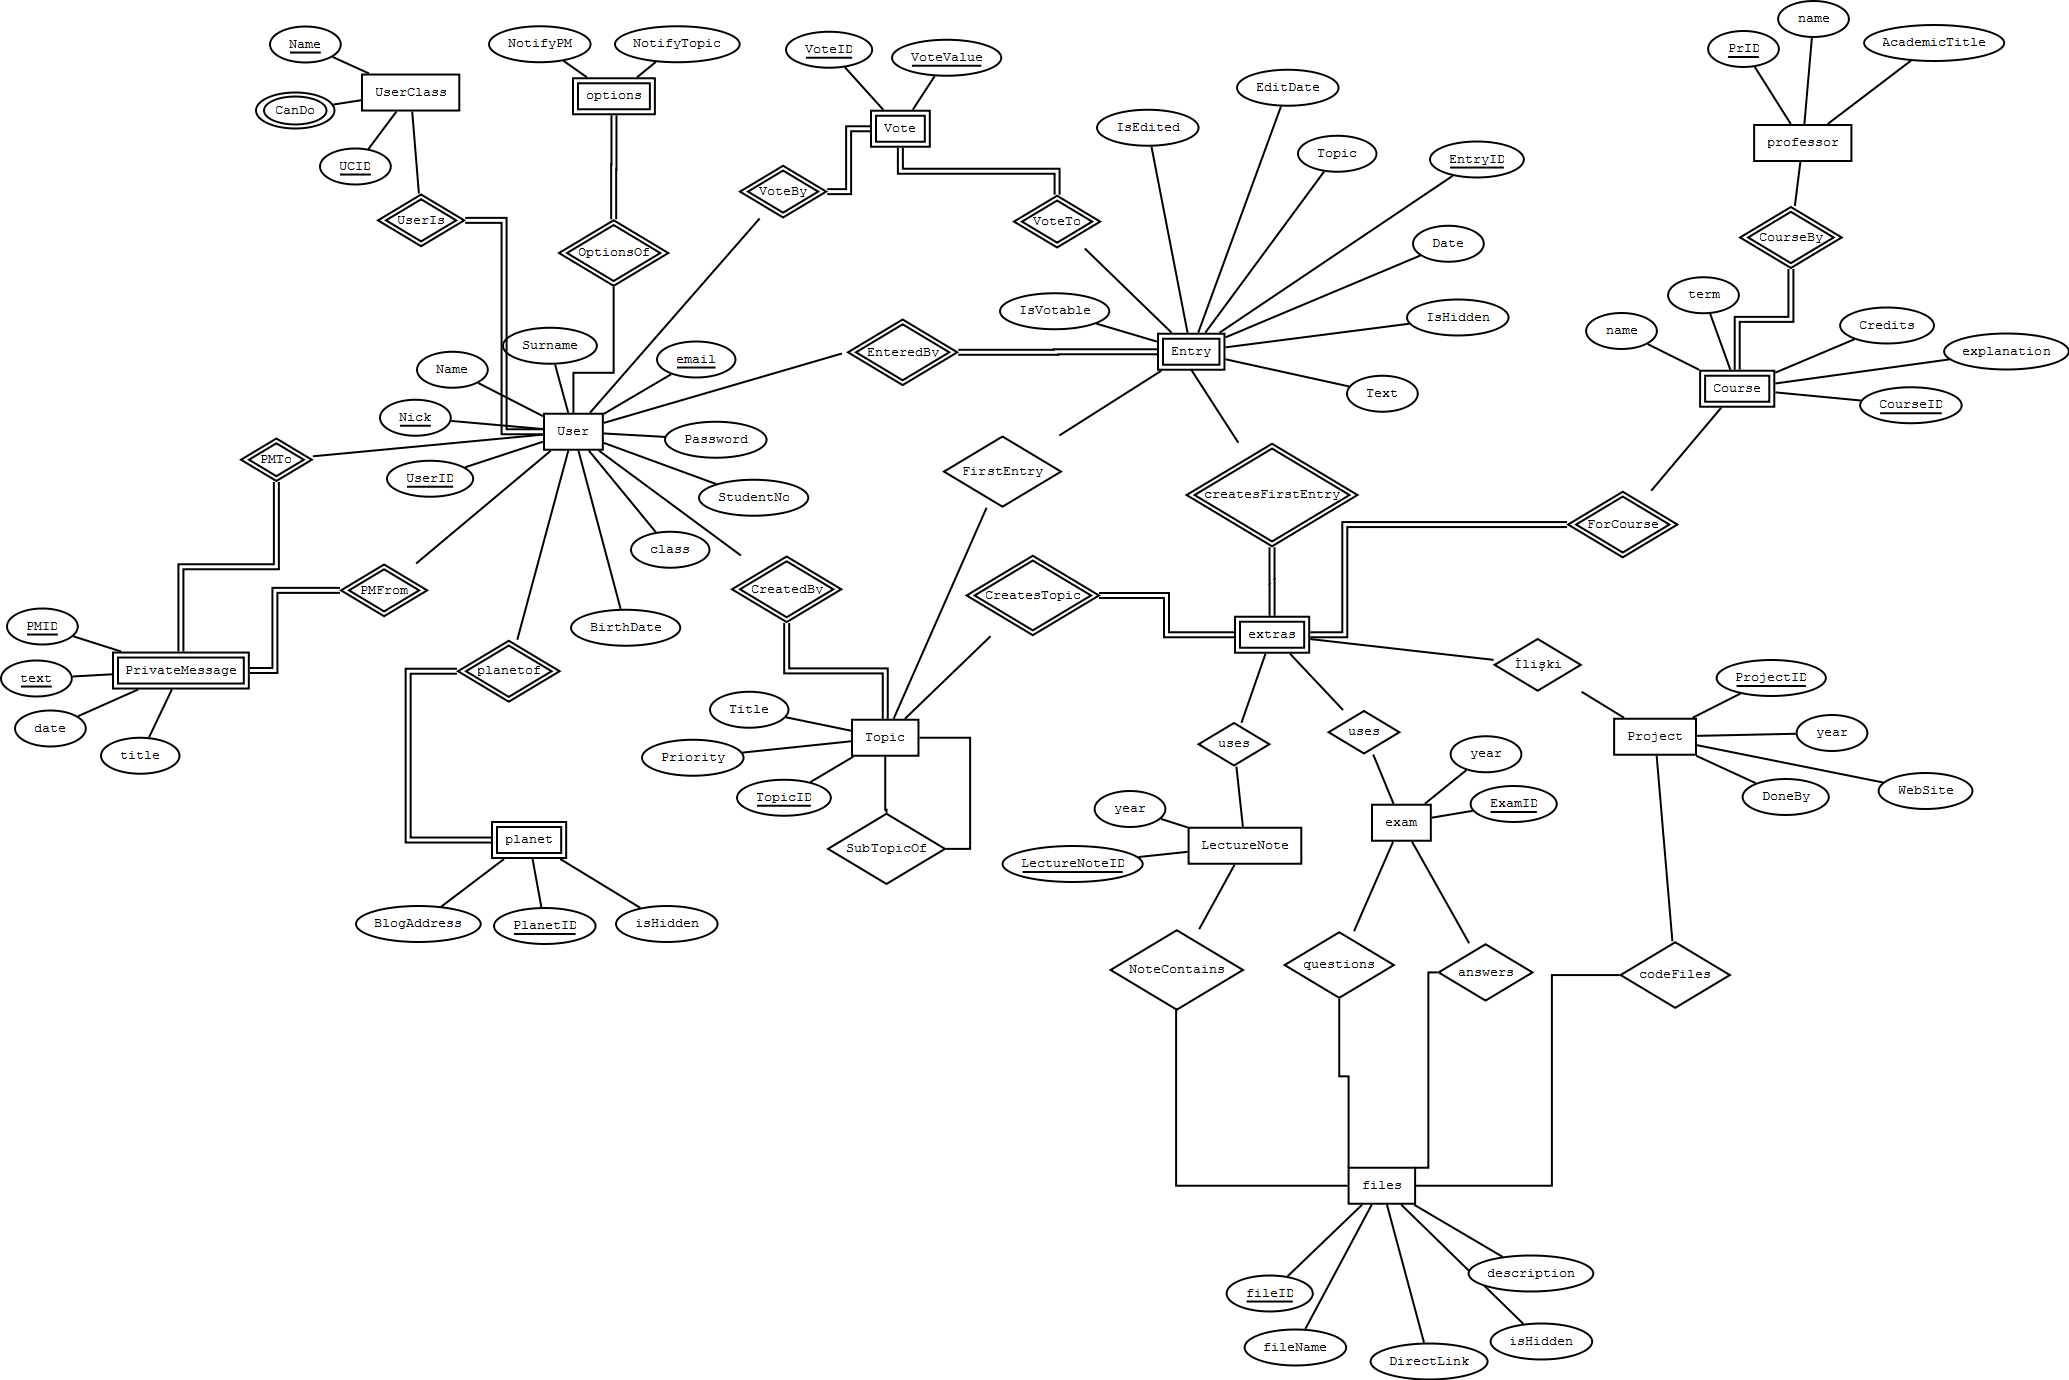 name
Name
NotifyPM
NotifyTopic
VoteID
VoteValue
PrID
AcademicTitle
UserClass
options
EditDate
CanDo
Vote
IsEdited
professor
Topic
EntryID
UCID
VoteBy
UserIs
VoteTo
CourseBy
Date
OptionsOf
term
IsVotable
IsHidden
name
Credits
Surname
EnteredBy
Entry
explanation
email
Name
Course
Text
CourseID
Nick
User
Password
PMTo
FirstEntry
UserID
StudentNo
createsFirstEntry
ForCourse
class
PMFrom
CreatedBy
CreatesTopic
PMID
BirthDate
extras
İlişki
PrivateMessage
planetof
text
ProjectID
Title
date
Topic
uses
uses
Project
year
title
Priority
year
WebSite
TopicID
DoneBy
ExamID
year
exam
planet
SubTopicOf
LectureNote
LectureNoteID
BlogAddress
PlanetID
isHidden
NoteContains
questions
answers
codeFiles
files
description
fileID
fileName
isHidden
DirectLink